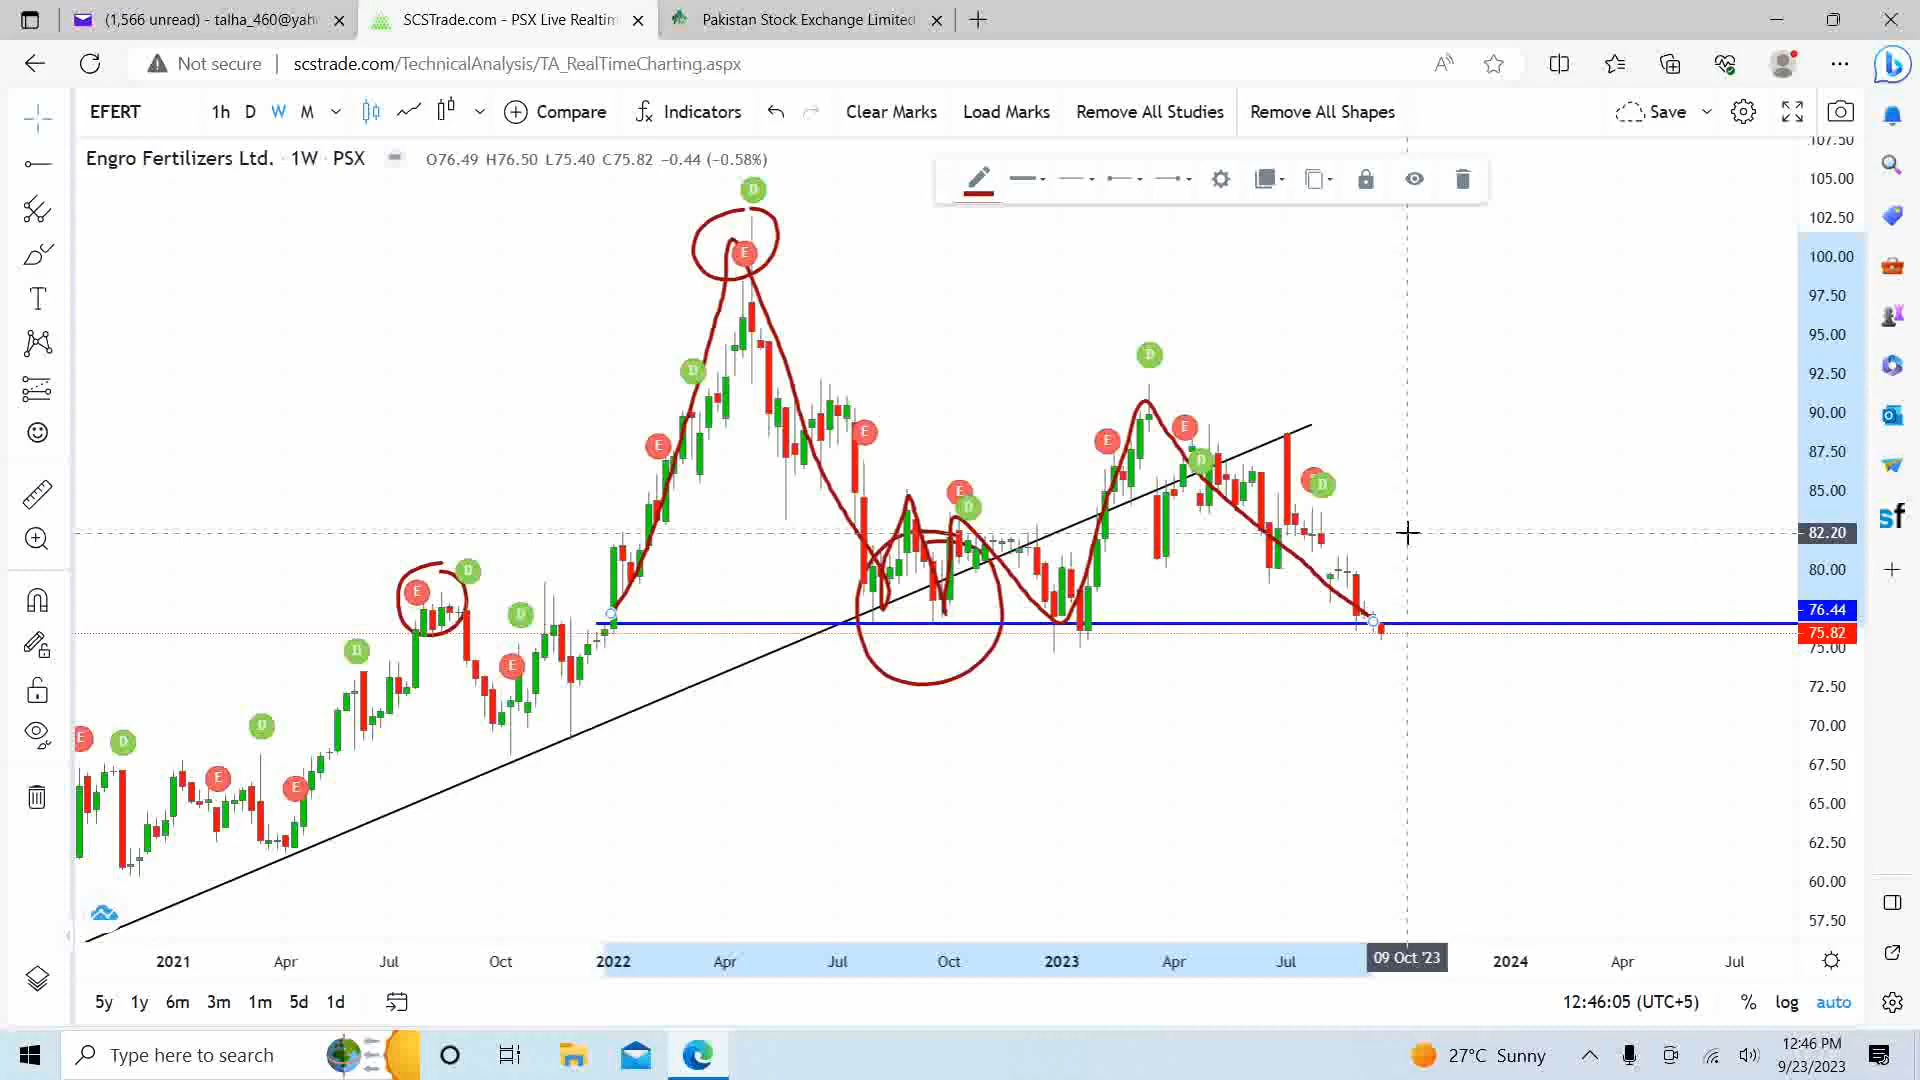 (1,566 unread) - talha_460@yah
SCSTrade.com - PSX Live Realtim
Pakistan Stock Exchange Limited
Not secure
scstrade.com/TechnicalAnalysis/TA_RealTimeCharting.aspx
EFERT 1h D W M Compare Indicators Clear Marks Load Marks Remove All Studies Remove All Shapes Save
Engro Fertilizers Ltd. · 1W · PSX O76.49 H76.50 L75.40 C75.82 −0.44 (−0.58%)
107.50
105.00
102.50
100.00
97.50
95.00
92.50
90.00
87.50
85.00
82.20
80.00
76.44
75.82
75.00
72.50
70.00
67.50
65.00
62.50
60.00
57.50
D
E
D
E
E
D
E
E
D
E
D
E
D
E
D
E
D
D
D
E
D
E
D
E
E
2021 Apr Jul Oct 2022 Apr Jul Oct 2023 Apr Jul 09 Oct '23 2024 Apr Jul
5y 1y 6m 3m 1m 5d 1d 12:46:05 (UTC+5) % log auto
Type here to search
27°C Sunny
12:46 PM
9/23/2023